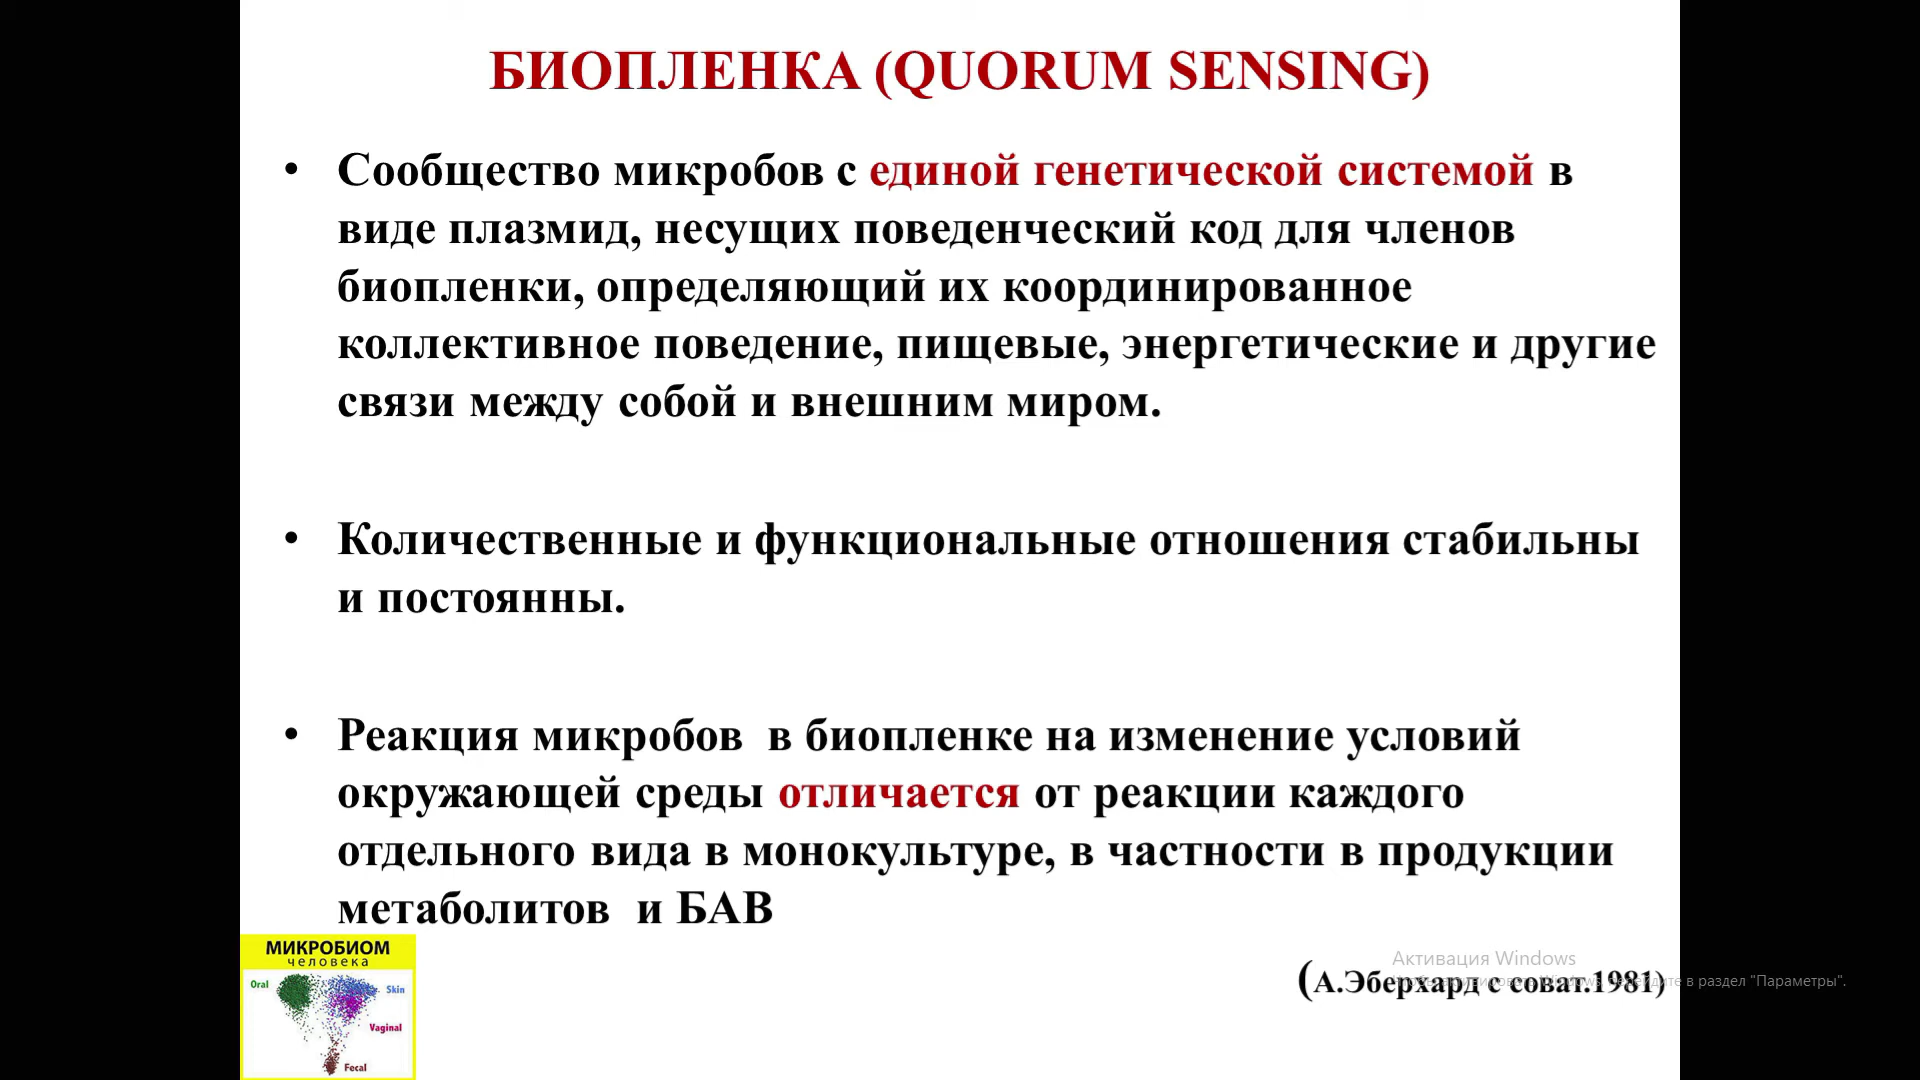 БИОПЛЕНКА (QUORUM SENSING)
• Сообщество микробов с единой генетической системой в
виде плазмид, несущих поведенческий код для членов
биопленки, определяющий их координированное
коллективное поведение, пищевые, энергетические и другие
связи между собой и внешним миром.
• Количественные и функциональные отношения стабильны
и постоянны.
• Реакция микробов в биопленке на изменение условий
окружающей среды отличается от реакции каждого
отдельного вида в монокультуре, в частности в продукции
метаболитов и БАВ
МИКРОБИОМ
человека
Oral
Skin
Vaginal
Fecal
Активация Windows
(А.Эберхард с соват.1981)
в раздел "Параметры".